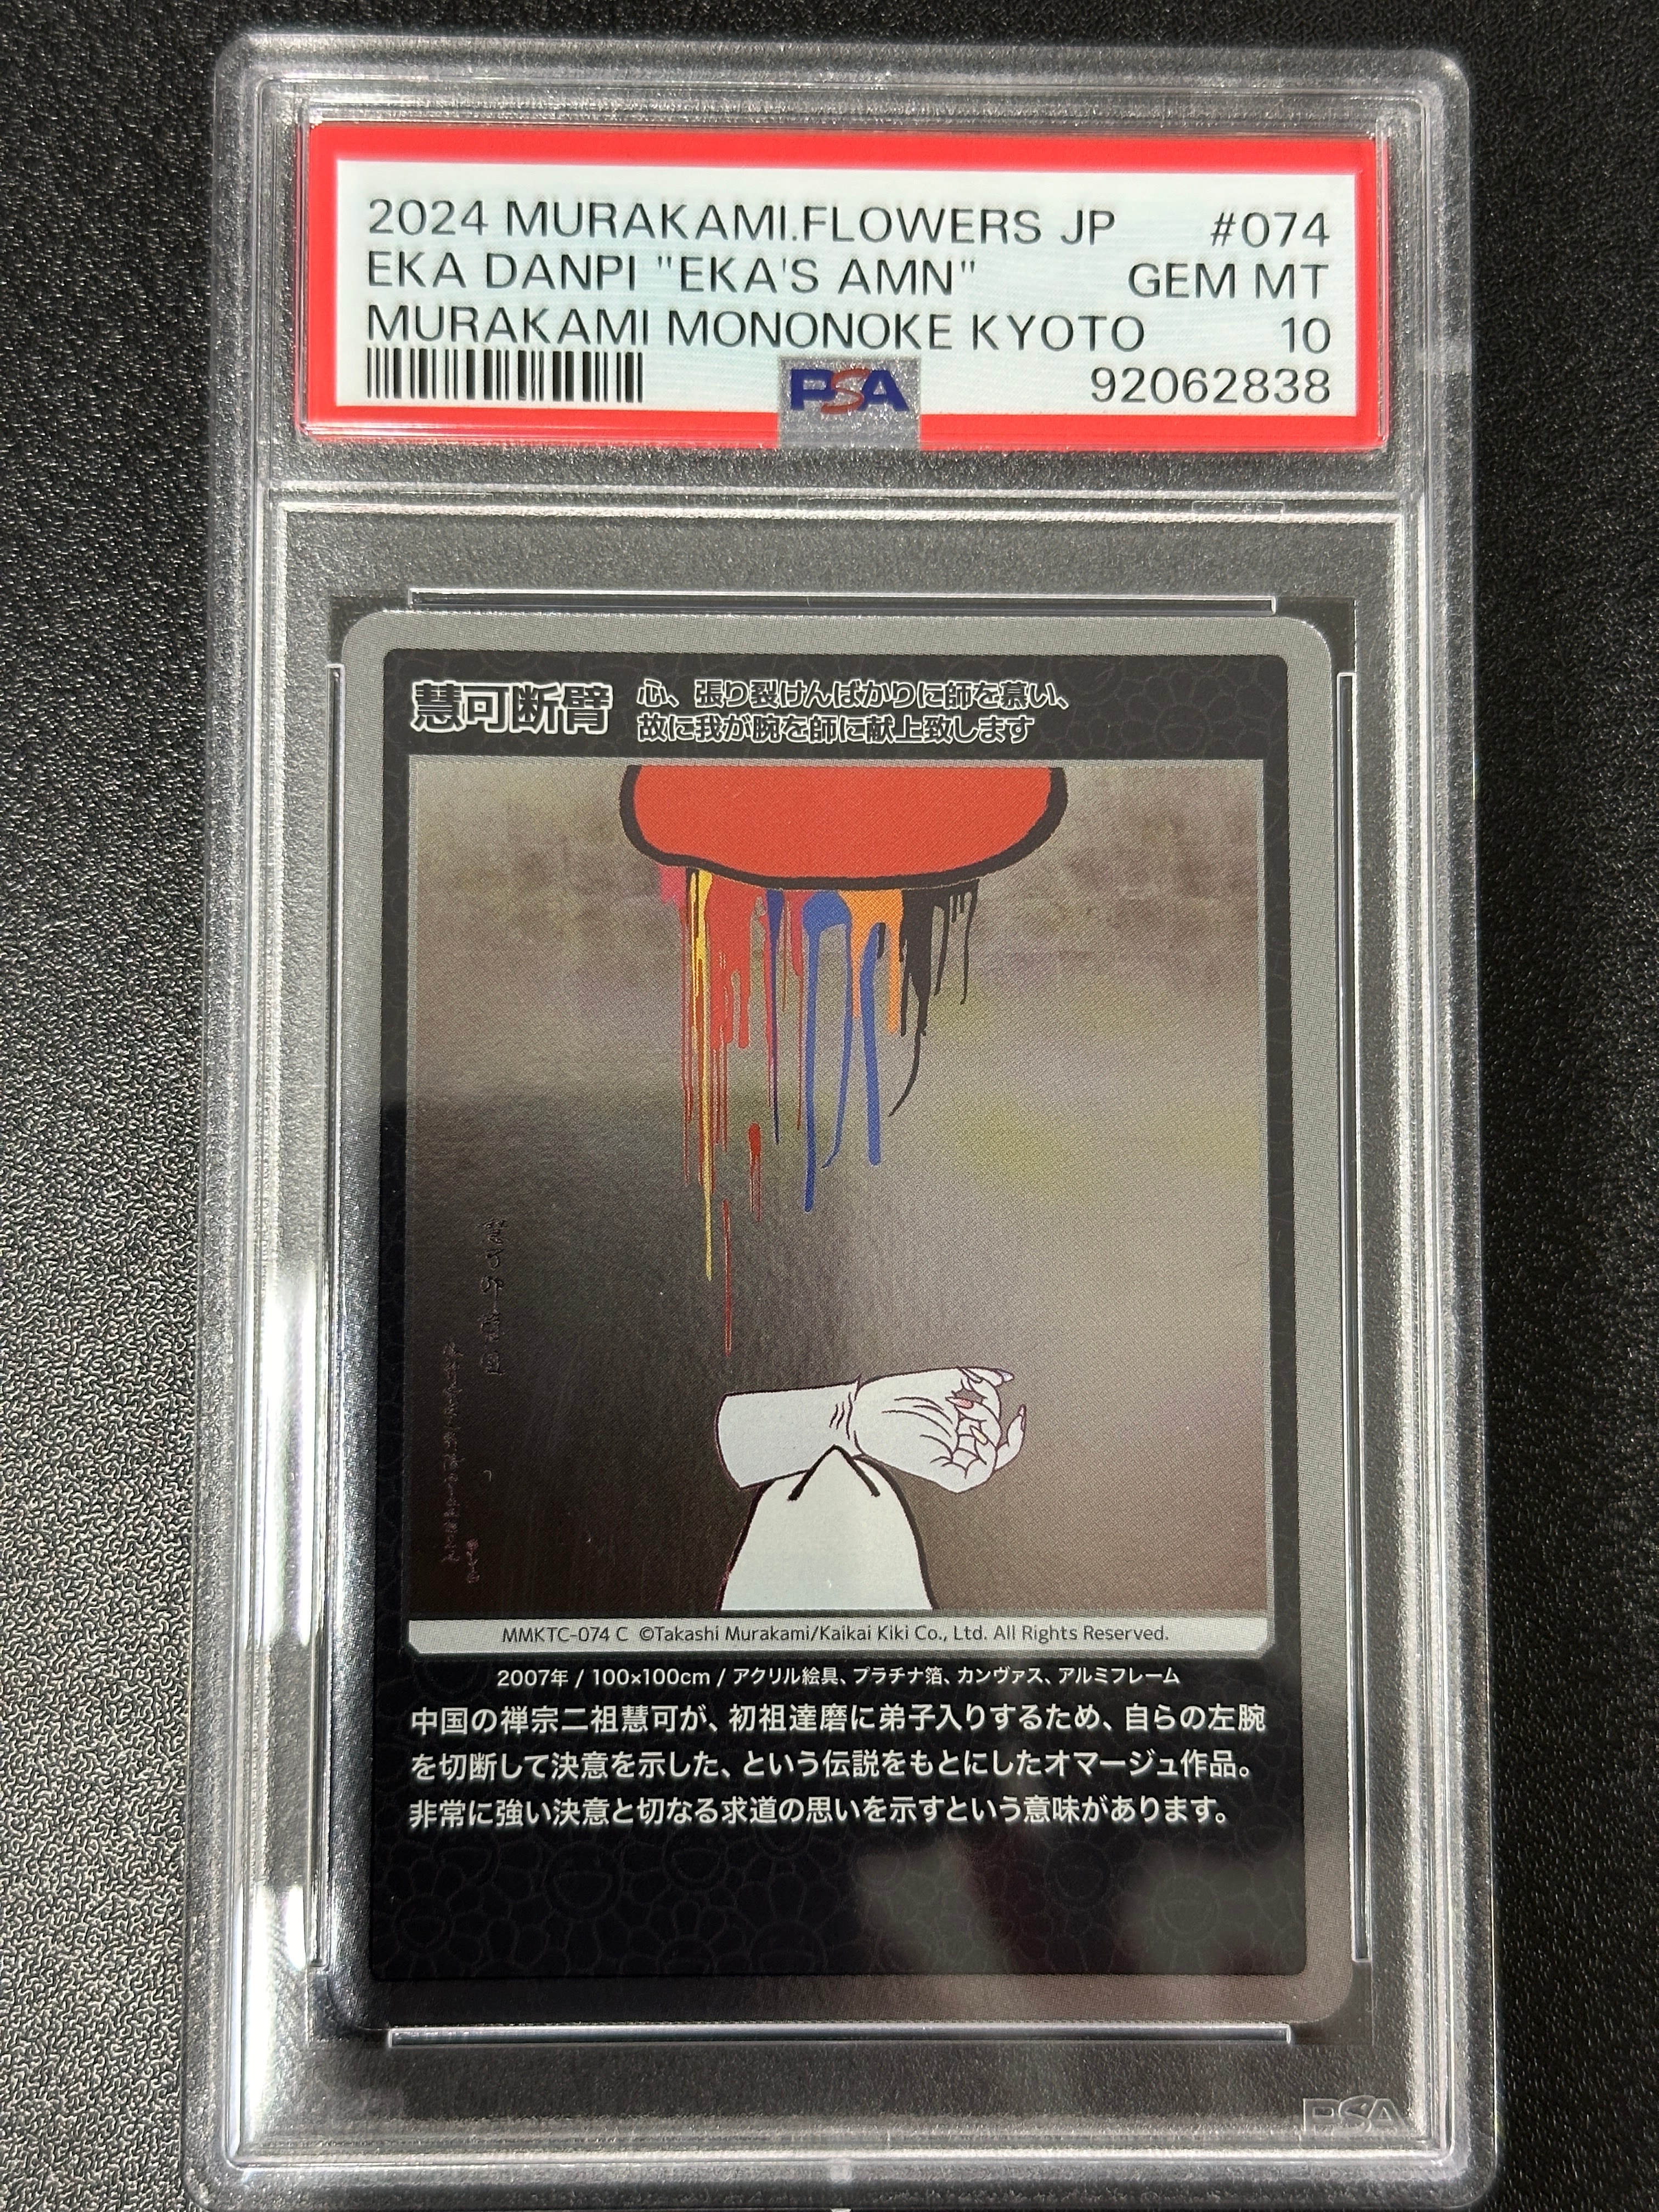 2024 MURAKAMI.FLOWERS JP #074
EKA DANPI "EKA'S AMN" GEM MT
MURAKAMI MONONOKE KYOTO 10
PSA 92062838
慧可断臂
心、張り裂けんばかりに師を慕い、
故に我が腕を師に献上致します
MMKTC-074 C ©Takashi Murakami/Kaikai Kiki Co., Ltd. All Rights Reserved.
2007年 / 100×100cm / アクリル絵具、プラチナ箔、カンヴァス、アルミフレーム
中国の禅宗二祖慧可が、初祖達磨に弟子入りするため、自らの左腕
を切断して決意を示した、という伝説をもとにしたオマージュ作品。
非常に強い決意と切なる求道の思いを示すという意味があります。
PSA